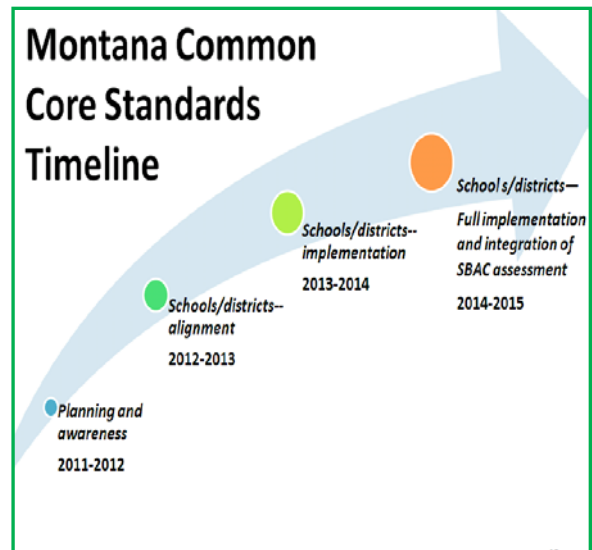 Montana Common
Core Standards
Timeline
School s/districts—
Full implementation
and integration of
SBAC assessment
2014-2015
Schools/districts--
implementation
2013-2014
Schools/districts--
alignment
2012-2013
Planning and
awareness
2011-2012